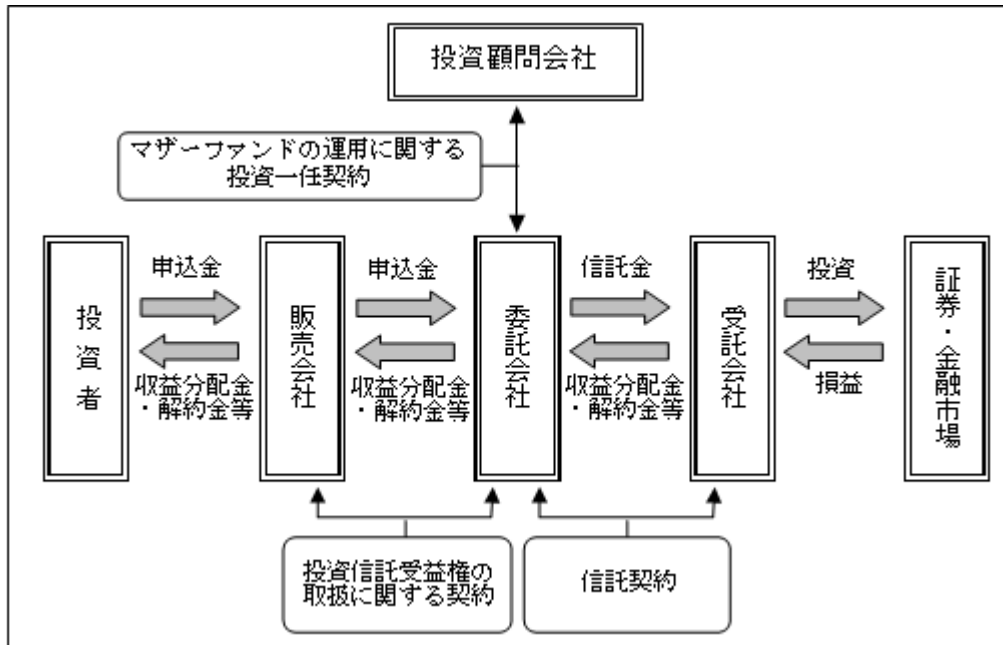 投資顧問会社
マザーファンドの運用に関する
投資一任契約
投資者
申込金
収益分配金
・解約金等
販売会社
申込金
収益分配金
・解約金等
委託会社
信託金
収益分配金
・解約金等
受託会社
投資
損益
証券・金融市場
投資信託受益権の
取扱に関する契約
信託契約